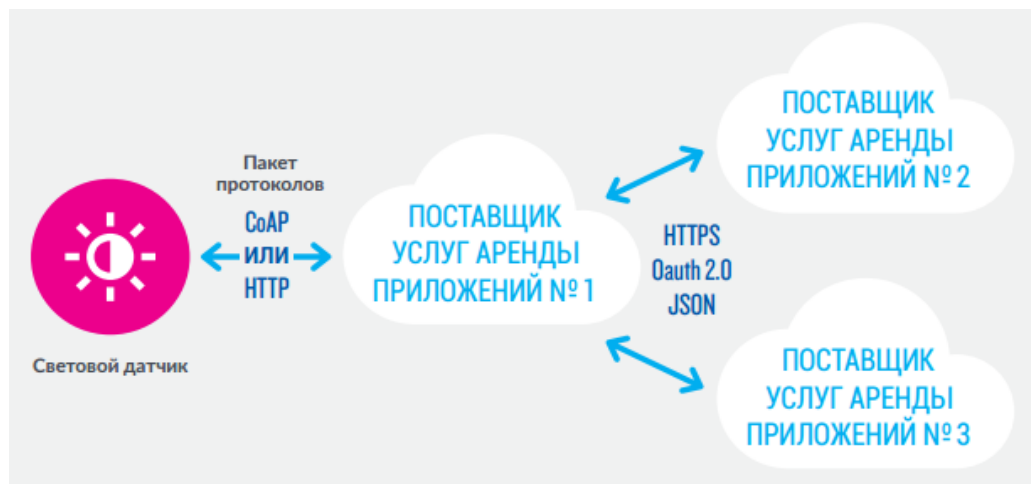 Пакет
протоколов
CoAP
ИЛИ
HTTP
Световой датчик
ПОСТАВЩИК
УСЛУГ АРЕНДЫ
ПРИЛОЖЕНИЙ № 1
HTTPS
Oauth 2.0
JSON
ПОСТАВЩИК
УСЛУГ АРЕНДЫ
ПРИЛОЖЕНИЙ № 2
ПОСТАВЩИК
УСЛУГ АРЕНДЫ
ПРИЛОЖЕНИЙ № 3